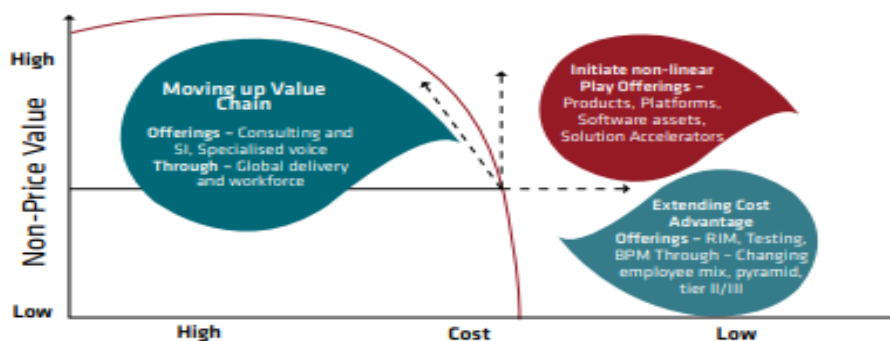 High
Non-Price Value
Low
Moving up Value
Chain
Offerings – Consulting and
SI, Specialised voice
Through – Global delivery
and workforce
Initiate non-linear
Play Offerings –
Products, Platforms,
Software assets,
Solution Accelerators
Extending Cost
Advantage
Offerings – RIM, Testing,
BPM Through – Changing
employee mix, pyramid,
tier II/III
High
Cost
Low